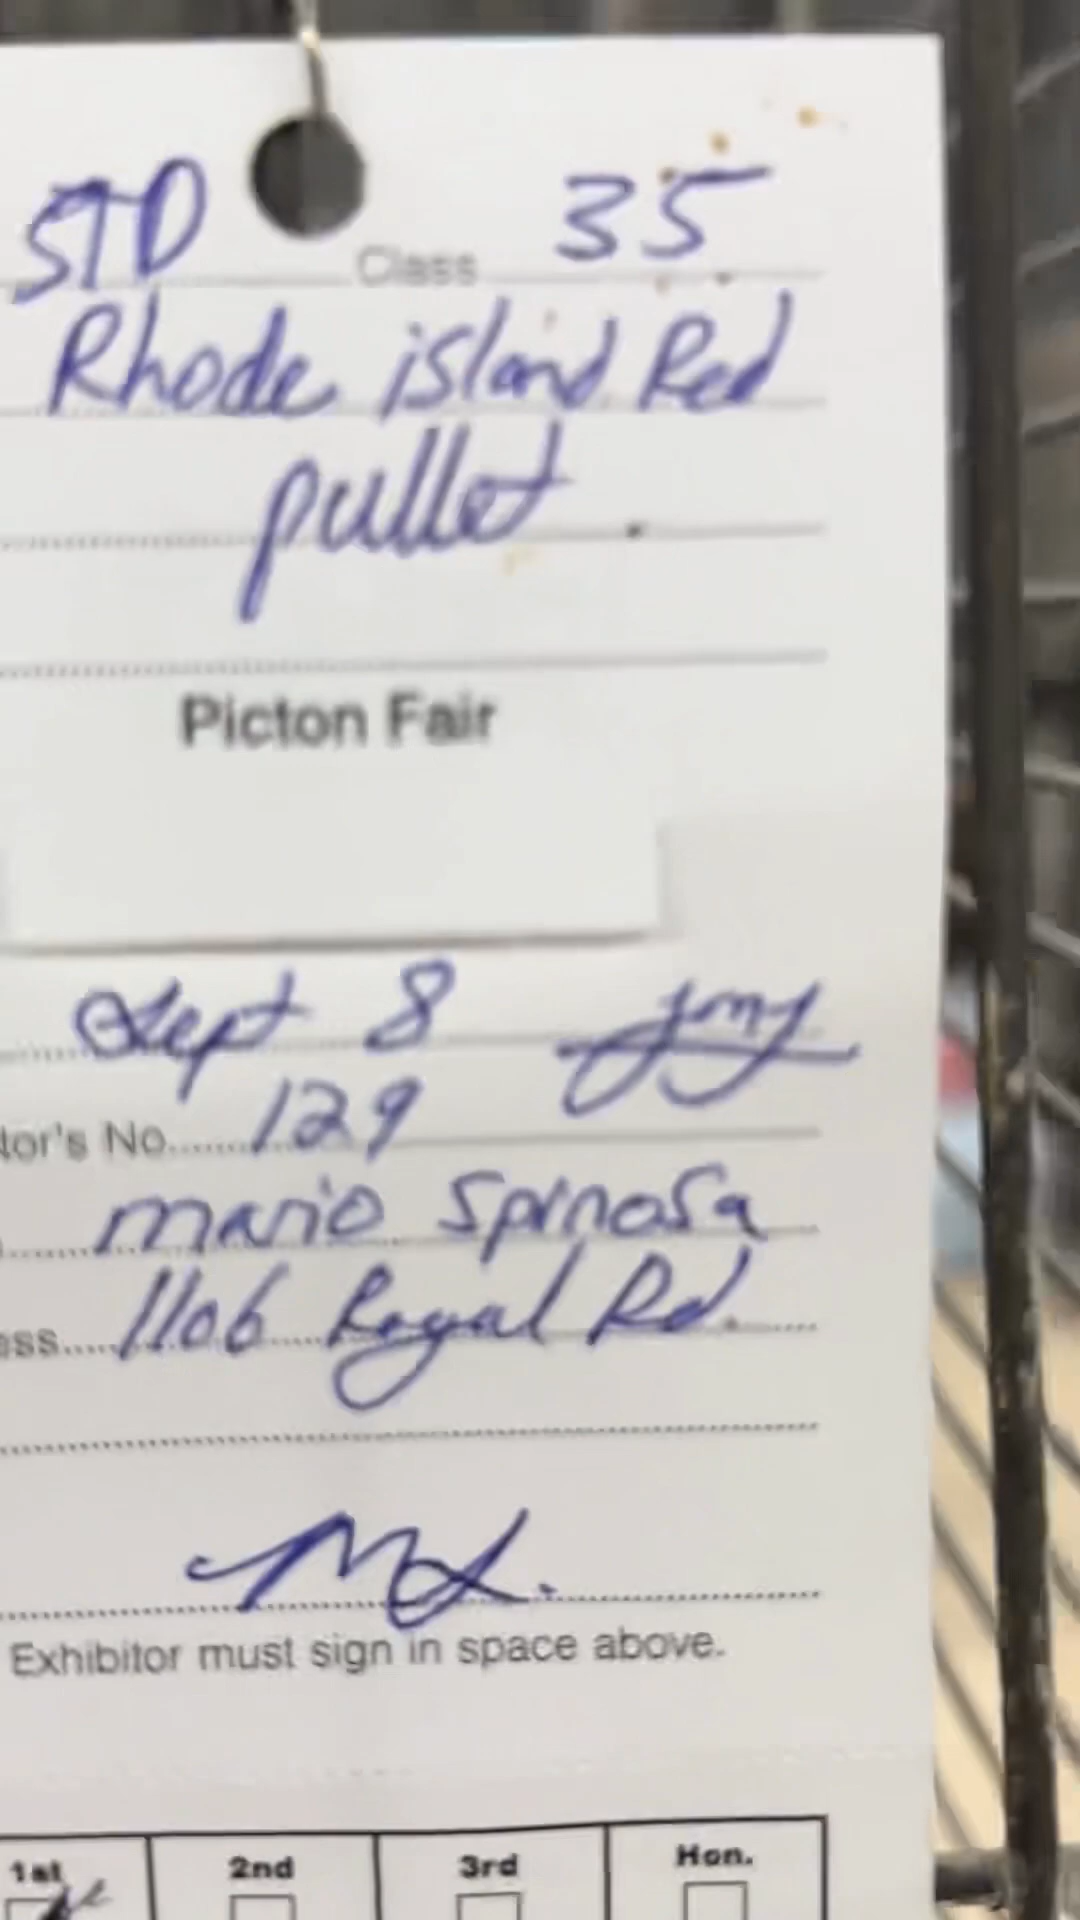 STD Class 35
Rhode island Red
pullet
Picton Fair
Sept 8
tor's No. 129
mario Spinosa
ess 1106 Royal Rd.
Exhibitor must sign in space above.
1st 2nd 3rd Hon.